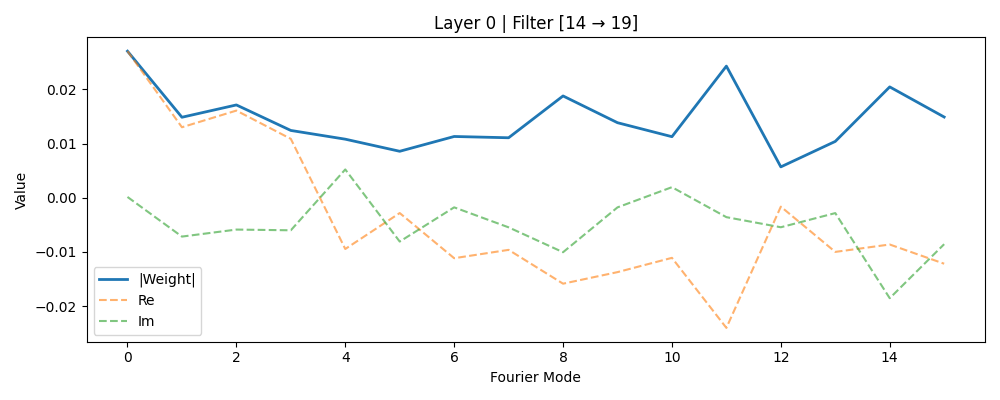 Layer 0 | Filter [14 → 19]
Value
0.02
0.01
0.00
−0.01
−0.02
|Weight|
Re
Im
0 2 4 6 8 10 12 14
Fourier Mode